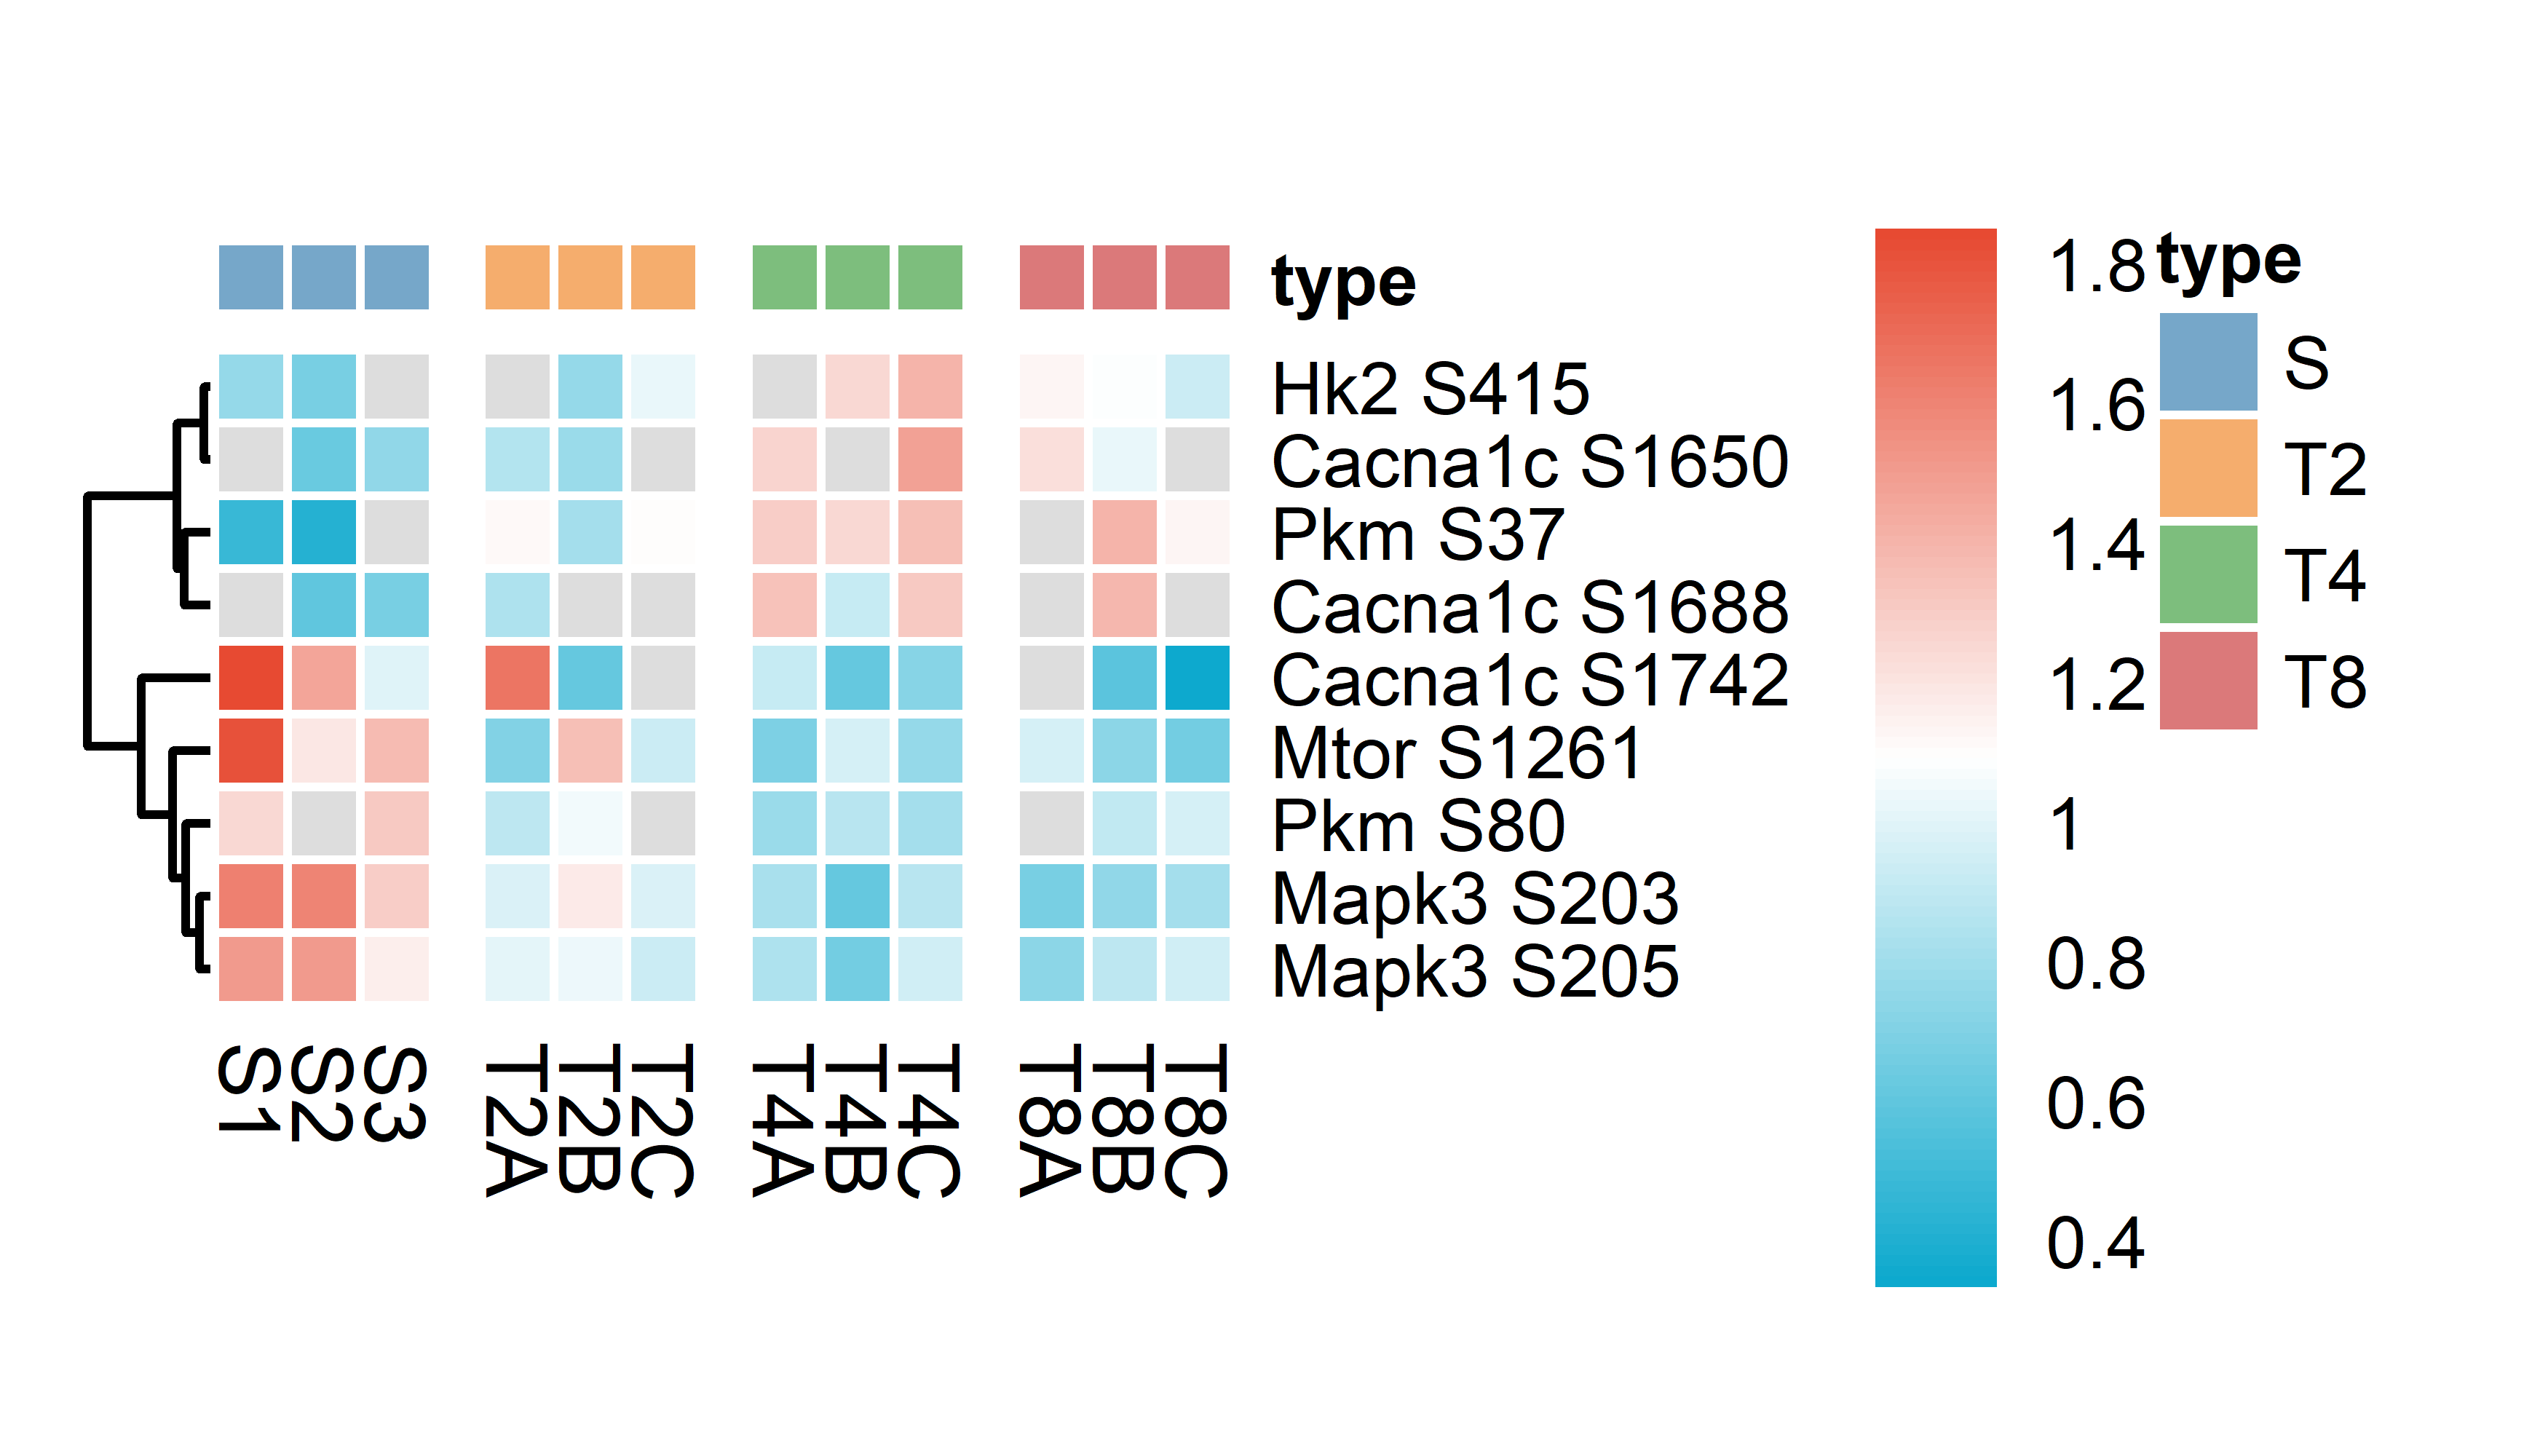 type
Hk2 S415
Cacna1c S1650
Pkm S37
Cacna1c S1688
Cacna1c S1742
Mtor S1261
Pkm S80
Mapk3 S203
Mapk3 S205
S1
S2
S3
T2A
T2B
T2C
T4A
T4B
T4C
T8A
T8B
T8C
1.8
1.6
1.4
1.2
1
0.8
0.6
0.4
type
S
T2
T4
T8